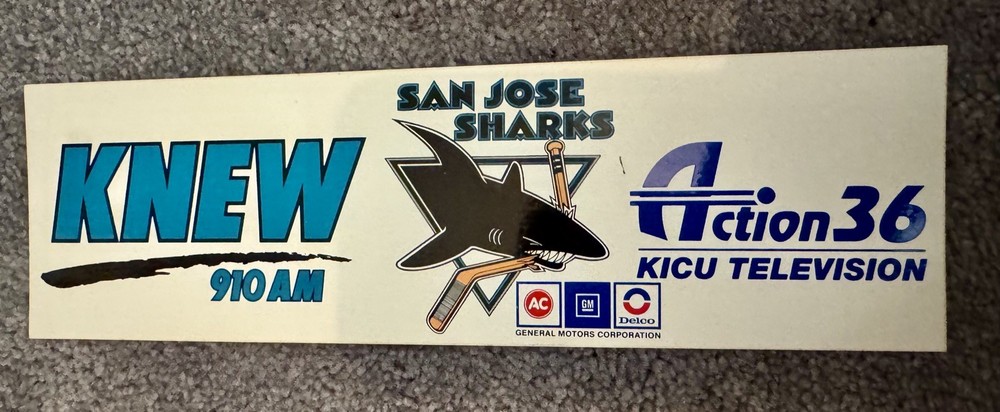 KNEW
910 AM
SAN JOSE
SHARKS
AC
GM
Delco
GENERAL MOTORS CORPORATION
Action 36
KICU TELEVISION